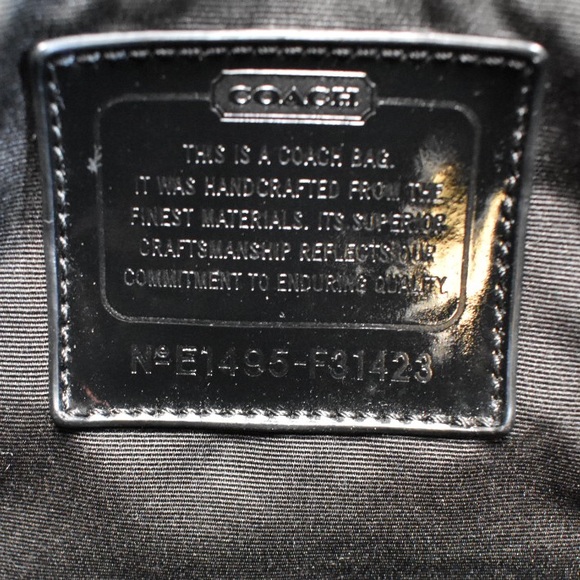 COACH
THIS IS A COACH BAG.
IT WAS HANDCRAFTED FROM THE
FINEST MATERIALS. ITS SUPERIOR
CRAFTSMANSHIP REFLECTS OUR
COMMITMENT TO ENDURING QUALITY.
Nº E1495-F31423